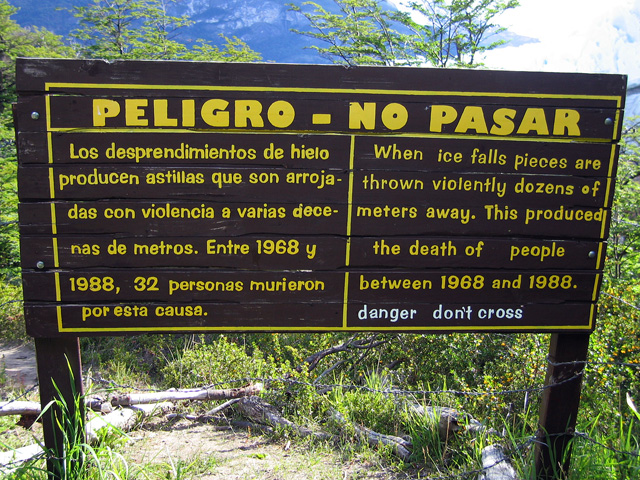 PELIGRO - NO PASAR
Los desprendimientos de hielo
producen astillas que son arroja-
das con violencia a varias dece-
nas de metros. Entre 1968 y
1988, 32 personas murieron
por esta causa.
When ice falls pieces are
thrown violently dozens of
meters away. This produced
the death of people
between 1968 and 1988.
danger don't cross